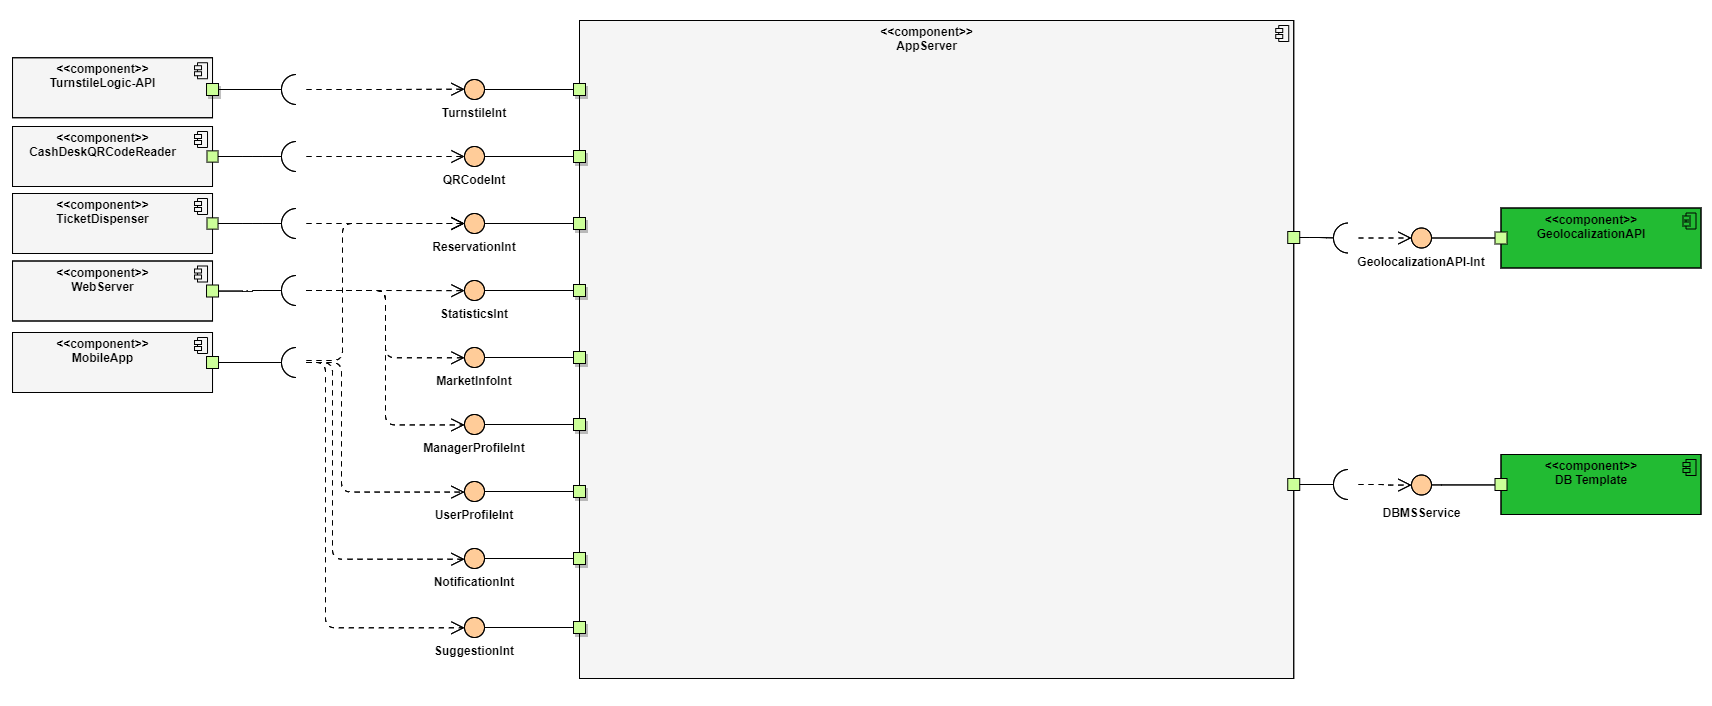 <<component>>
AppServer
<<component>>
TurnstileLogic-API
TurnstileInt
<<component>>
CashDeskQRCodeReader
QRCodeInt
<<component>>
TicketDispenser
ReservationInt
<<component>>
WebServer
StatisticsInt
<<component>>
MobileApp
MarketInfoInt
ManagerProfileInt
UserProfileInt
NotificationInt
SuggestionInt
<<component>>
GeolocalizationAPI
GeolocalizationAPI-Int
<<component>>
DB Template
DBMSService